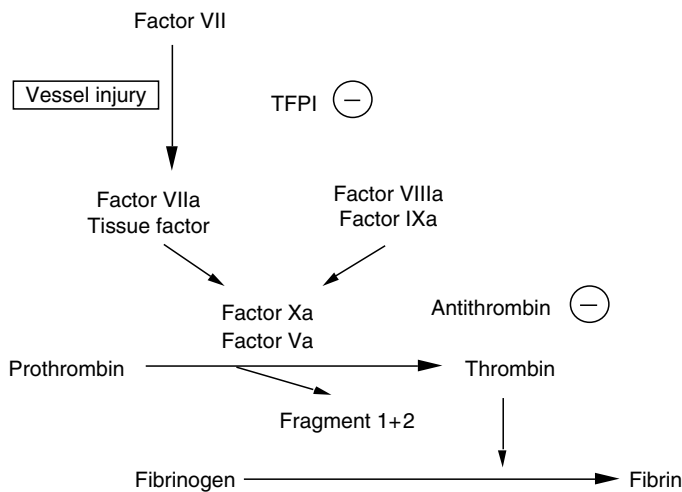 Factor VII
Vessel injury
TFPI −
Factor VIIa
Tissue factor
Factor VIIIa
Factor IXa
Factor Xa
Factor Va
Antithrombin −
Prothrombin
Thrombin
Fragment 1+2
Fibrinogen
Fibrin